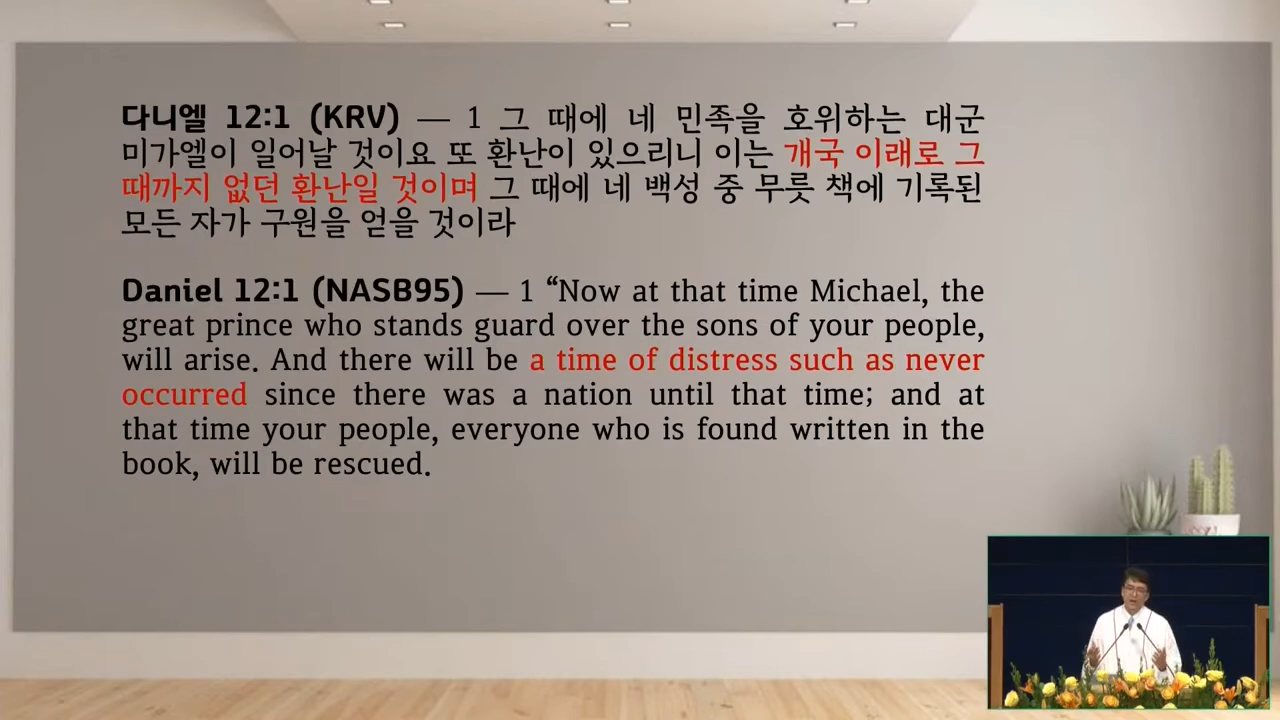 다니엘 12:1 (KRV) — 1 그 때에 네 민족을 호위하는 대군
미가엘이 일어날 것이요 또 환난이 있으리니 이는 개국 이래로 그
때까지 없던 환난일 것이며 그 때에 네 백성 중 무릇 책에 기록된
모든 자가 구원을 얻을 것이라
Daniel 12:1 (NASB95) — 1 “Now at that time Michael, the
great prince who stands guard over the sons of your people,
will arise. And there will be a time of distress such as never
occurred since there was a nation until that time; and at
that time your people, everyone who is found written in the
book, will be rescued.